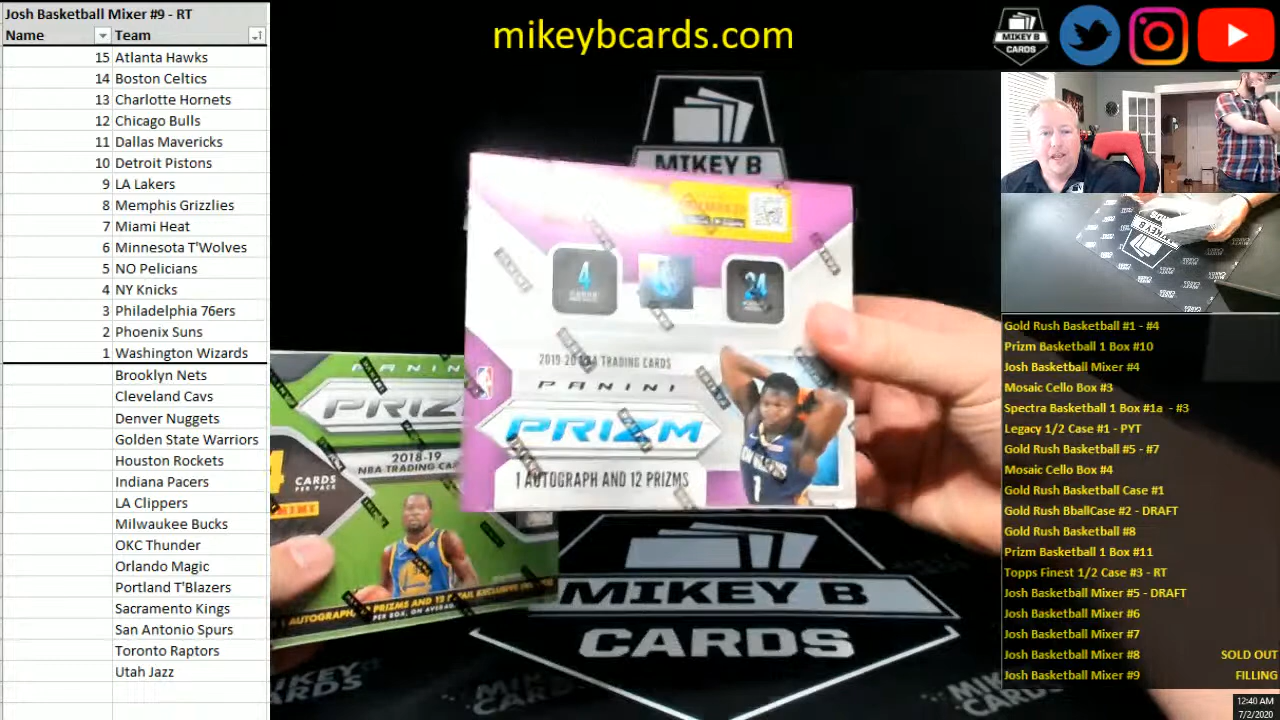 Josh Basketball Mixer #9 - RT
Name Team
15 Atlanta Hawks
14 Boston Celtics
13 Charlotte Hornets
12 Chicago Bulls
11 Dallas Mavericks
10 Detroit Pistons
9 LA Lakers
8 Memphis Grizzlies
7 Miami Heat
6 Minnesota T'Wolves
5 NO Pelicians
4 NY Knicks
3 Philadelphia 76ers
2 Phoenix Suns
1 Washington Wizards
Brooklyn Nets
Cleveland Cavs
Denver Nuggets
Golden State Warriors
Houston Rockets
Indiana Pacers
LA Clippers
Milwaukee Bucks
OKC Thunder
Orlando Magic
Portland T'Blazers
Sacramento Kings
San Antonio Spurs
Toronto Raptors
Utah Jazz
mikeybcards.com
MIKEY B
CARDS
MIKEY B
4
24
2019-20 NBA TRADING CARDS
PANINI
PRIZM
1 AUTOGRAPH AND 12 PRIZMS
PANINI
PRIZ
2018-19
NBA TRADING CA
4 CARDS
PER PACK
MIKEY B
CARDS
Gold Rush Basketball #1 - #4
Prizm Basketball 1 Box #10
Josh Basketball Mixer #4
Mosaic Cello Box #3
Spectra Basketball 1 Box #1a - #3
Legacy 1/2 Case #1 - PYT
Gold Rush Basketball #5 - #7
Mosaic Cello Box #4
Gold Rush Basketball Case #1
Gold Rush BballCase #2 - DRAFT
Gold Rush Basketball #8
Prizm Basketball 1 Box #11
Topps Finest 1/2 Case #3 - RT
Josh Basketball Mixer #5 - DRAFT
Josh Basketball Mixer #6
Josh Basketball Mixer #7
Josh Basketball Mixer #8 SOLD OUT
Josh Basketball Mixer #9 FILLING
12:40 AM
7/2/2020